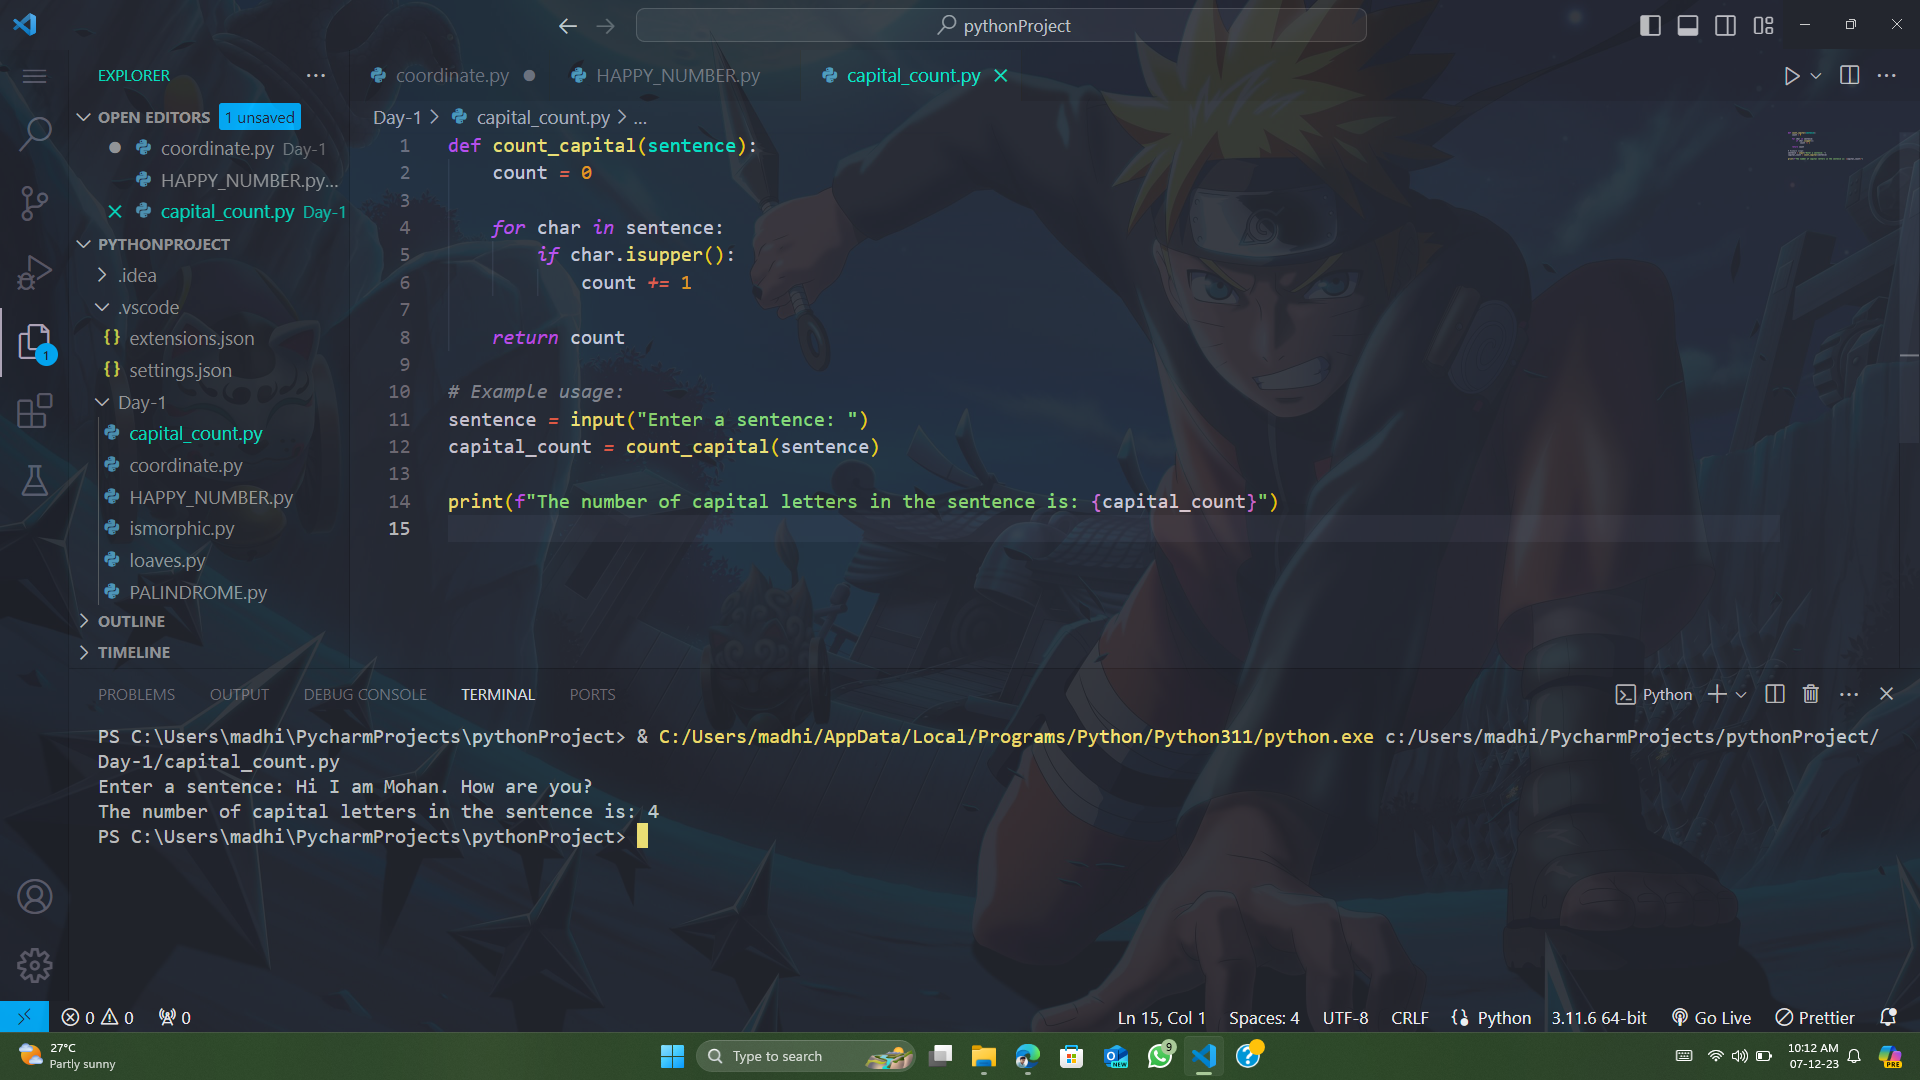 pythonProject
EXPLORER
coordinate.py
HAPPY_NUMBER.py
capital_count.py
OPEN EDITORS 1 unsaved
coordinate.py Day-1
HAPPY_NUMBER.py...
capital_count.py Day-1
PYTHONPROJECT
.idea
.vscode
{} extensions.json
{} settings.json
Day-1
capital_count.py
coordinate.py
HAPPY_NUMBER.py
ismorphic.py
loaves.py
PALINDROME.py
OUTLINE
TIMELINE
1
Day-1 > capital_count.py > ...
1 def count_capital(sentence):
2     count = 0
3
4     for char in sentence:
5         if char.isupper():
6             count += 1
7
8     return count
9
10 # Example usage:
11 sentence = input("Enter a sentence: ")
12 capital_count = count_capital(sentence)
13
14 print(f"The number of capital letters in the sentence is: {capital_count}")
15
PROBLEMS OUTPUT DEBUG CONSOLE TERMINAL PORTS
Python
PS C:\Users\madhi\PycharmProjects\pythonProject> & C:/Users/madhi/AppData/Local/Programs/Python/Python311/python.exe c:/Users/madhi/PycharmProjects/pythonProject/
Day-1/capital_count.py
Enter a sentence: Hi I am Mohan. How are you?
The number of capital letters in the sentence is: 4
PS C:\Users\madhi\PycharmProjects\pythonProject>
0 0 0
Ln 15, Col 1 Spaces: 4 UTF-8 CRLF Python 3.11.6 64-bit Go Live Prettier
27°C
Partly sunny
Type to search
NEW
9
10:12 AM
07-12-23
PRE